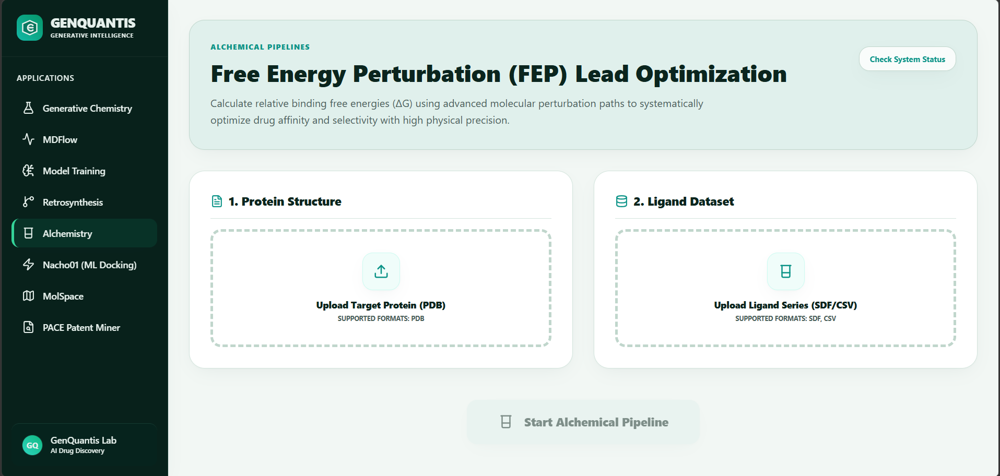 GENQUANTIS
GENERATIVE INTELLIGENCE
APPLICATIONS
Generative Chemistry
MDFlow
Model Training
Retrosynthesis
Alchemistry
Nacho01 (ML Docking)
MolSpace
PACE Patent Miner
GQ
GenQuantis Lab
AI Drug Discovery
ALCHEMICAL PIPELINES
Free Energy Perturbation (FEP) Lead Optimization
Calculate relative binding free energies (ΔG) using advanced molecular perturbation paths to systematically
optimize drug affinity and selectivity with high physical precision.
Check System Status
1. Protein Structure
Upload Target Protein (PDB)
SUPPORTED FORMATS: PDB
2. Ligand Dataset
Upload Ligand Series (SDF/CSV)
SUPPORTED FORMATS: SDF, CSV
Start Alchemical Pipeline